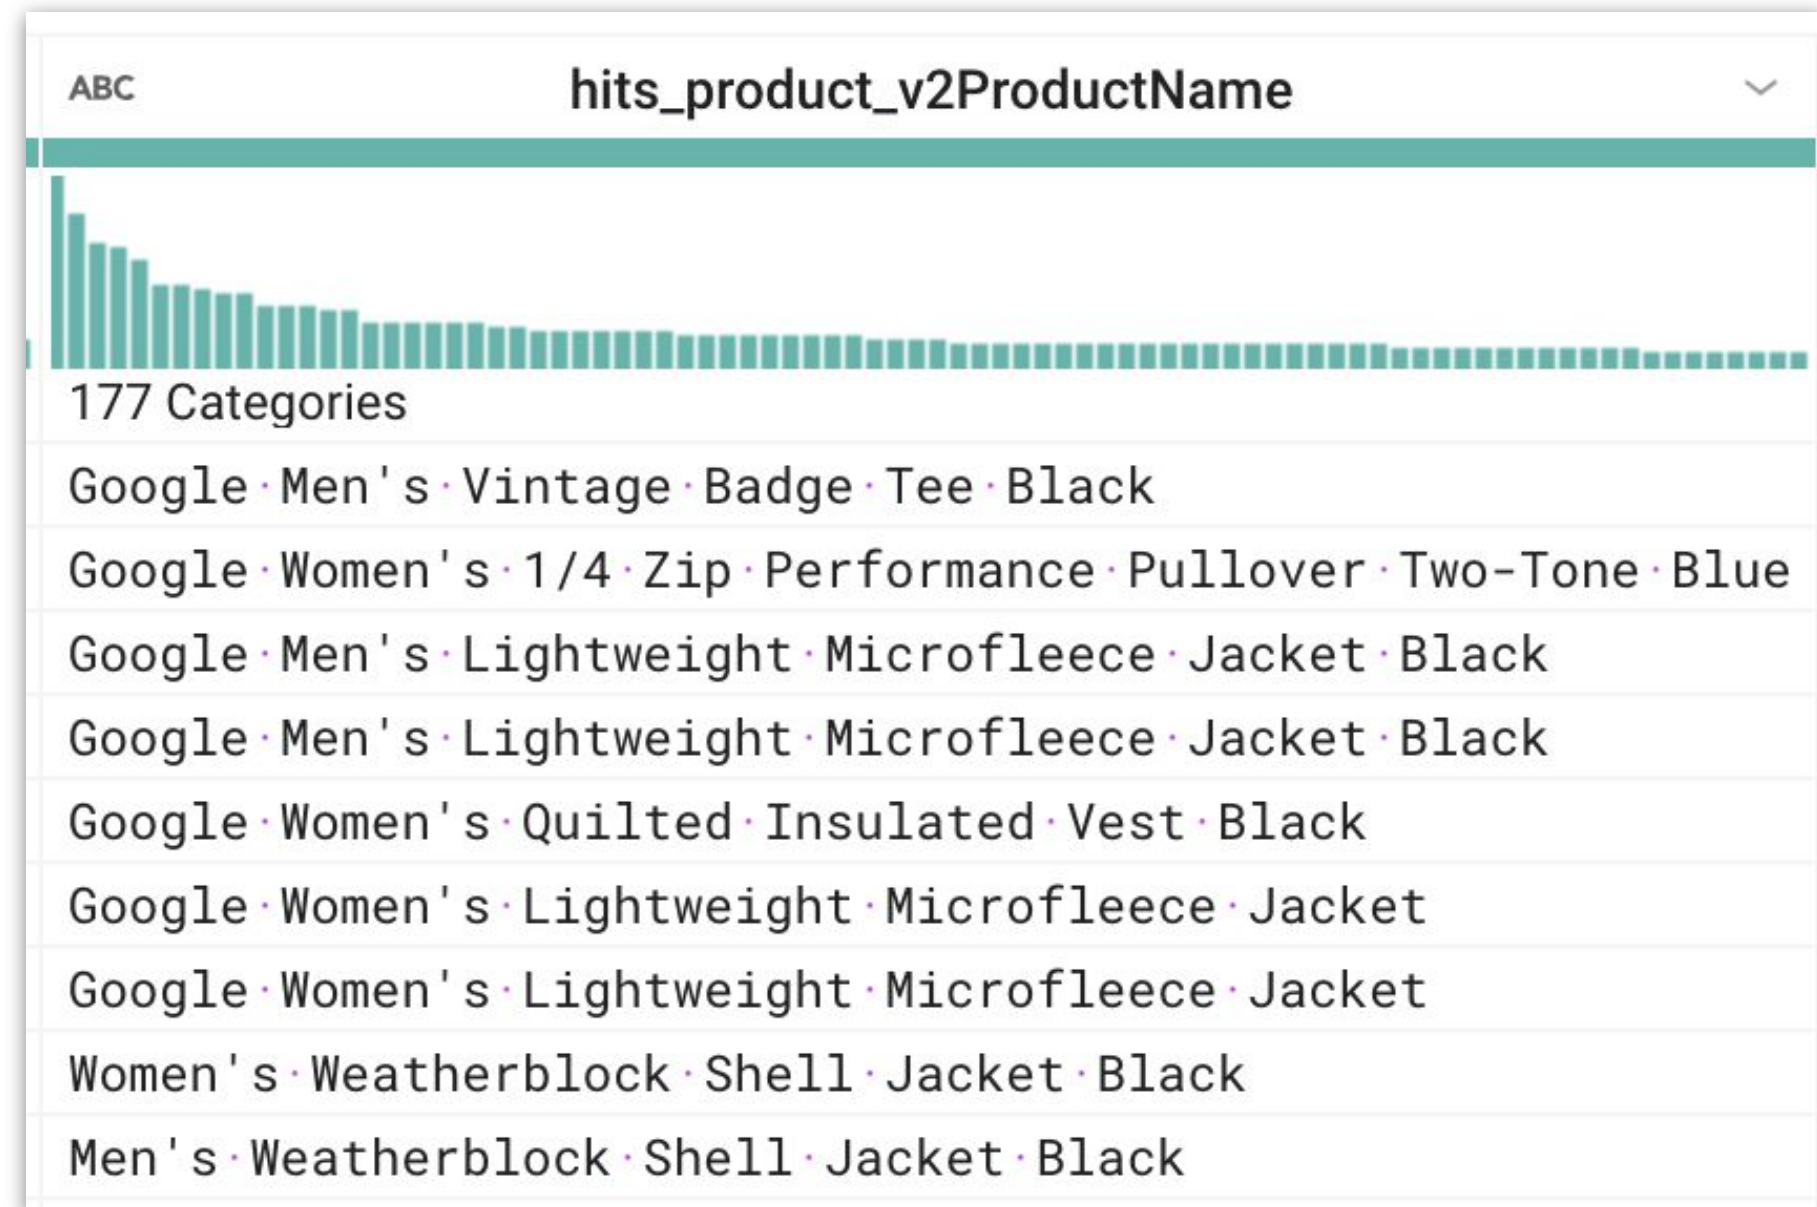 ABC
hits_product_v2ProductName
177 Categories
Google·Men's·Vintage·Badge·Tee·Black
Google·Women's·1/4·Zip·Performance·Pullover·Two-Tone·Blue
Google·Men's·Lightweight·Microfleece·Jacket·Black
Google·Men's·Lightweight·Microfleece·Jacket·Black
Google·Women's·Quilted·Insulated·Vest·Black
Google·Women's·Lightweight·Microfleece·Jacket
Google·Women's·Lightweight·Microfleece·Jacket
Women's·Weatherblock·Shell·Jacket·Black
Men's·Weatherblock·Shell·Jacket·Black